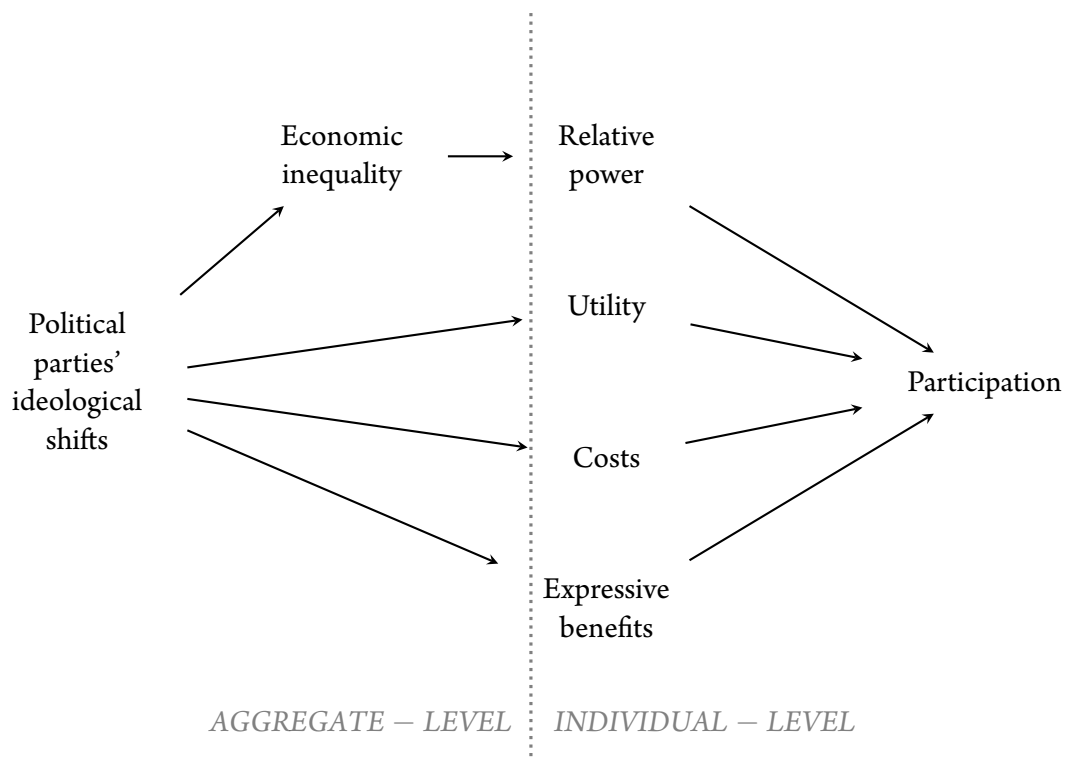 Economic
inequality
Relative
power
Political
parties’
ideological
shifts
Utility
Participation
Costs
Expressive
benefits
AGGREGATE – LEVEL
INDIVIDUAL – LEVEL